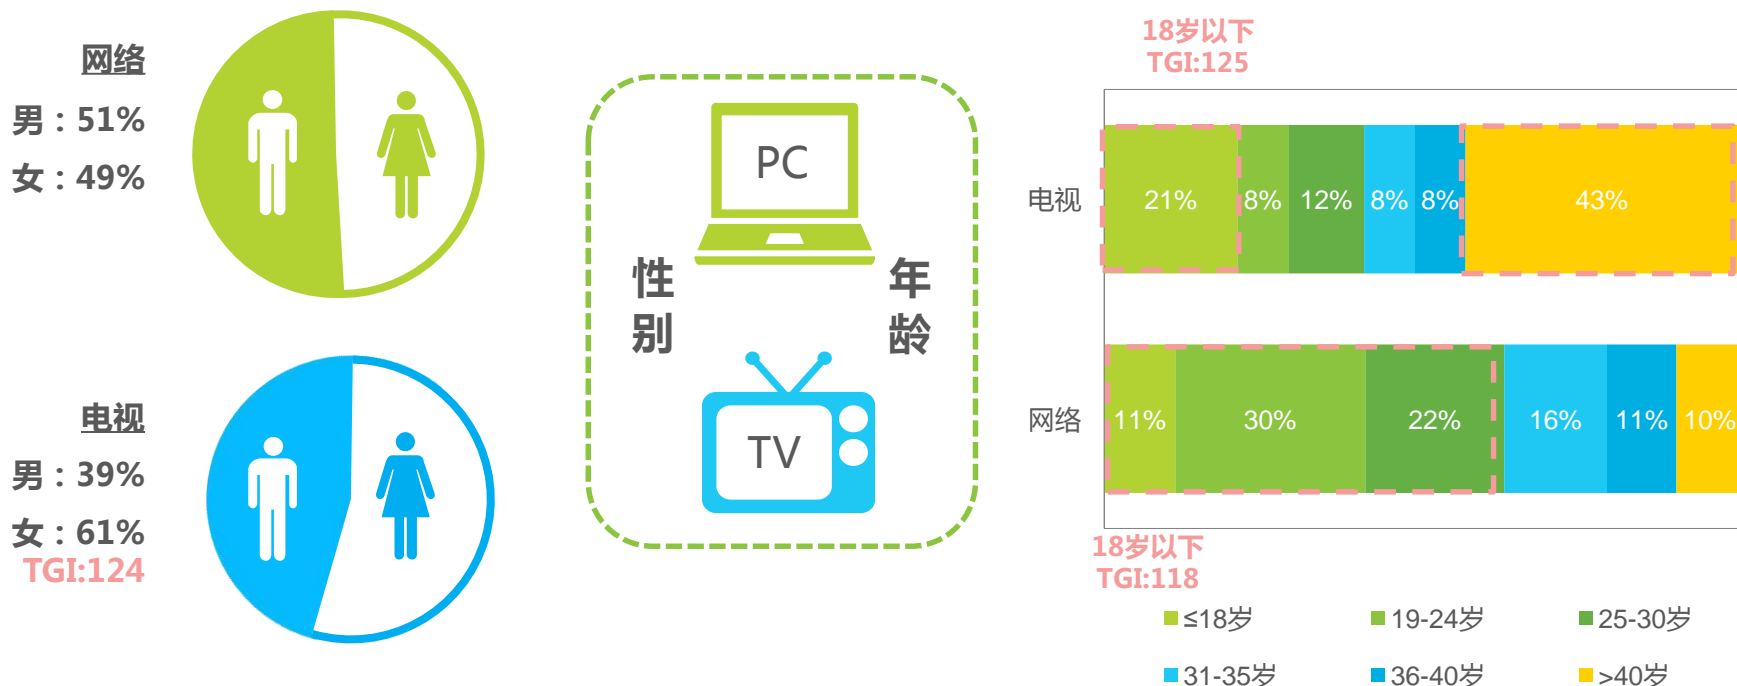 网络
男：51%
女：49%
电视
男：39%
女：61%
TGI:124
PC
性别
年龄
TV
18岁以下
TGI:125
电视
21%
8%
12%
8%
8%
43%
网络
11%
30%
22%
16%
11%
10%
18岁以下
TGI:118
≤18岁
19-24岁
25-30岁
31-35岁
36-40岁
>40岁